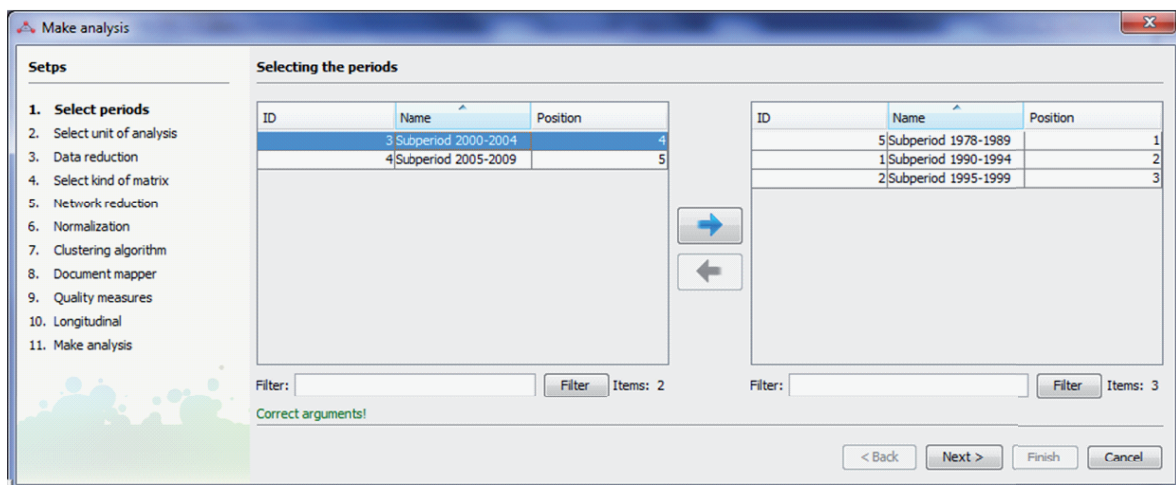 Make analysis
Setps
1. Select periods
2. Select unit of analysis
3. Data reduction
4. Select kind of matrix
5. Network reduction
6. Normalization
7. Clustering algorithm
8. Document mapper
9. Quality measures
10. Longitudinal
11. Make analysis
Selecting the periods
ID Name Position
3 Subperiod 2000-2004 4
4 Subperiod 2005-2009 5
Filter: Filter Items: 2
Correct arguments!
ID Name Position
5 Subperiod 1978-1989 1
1 Subperiod 1990-1994 2
2 Subperiod 1995-1999 3
Filter: Filter Items: 3
< Back Next > Finish Cancel